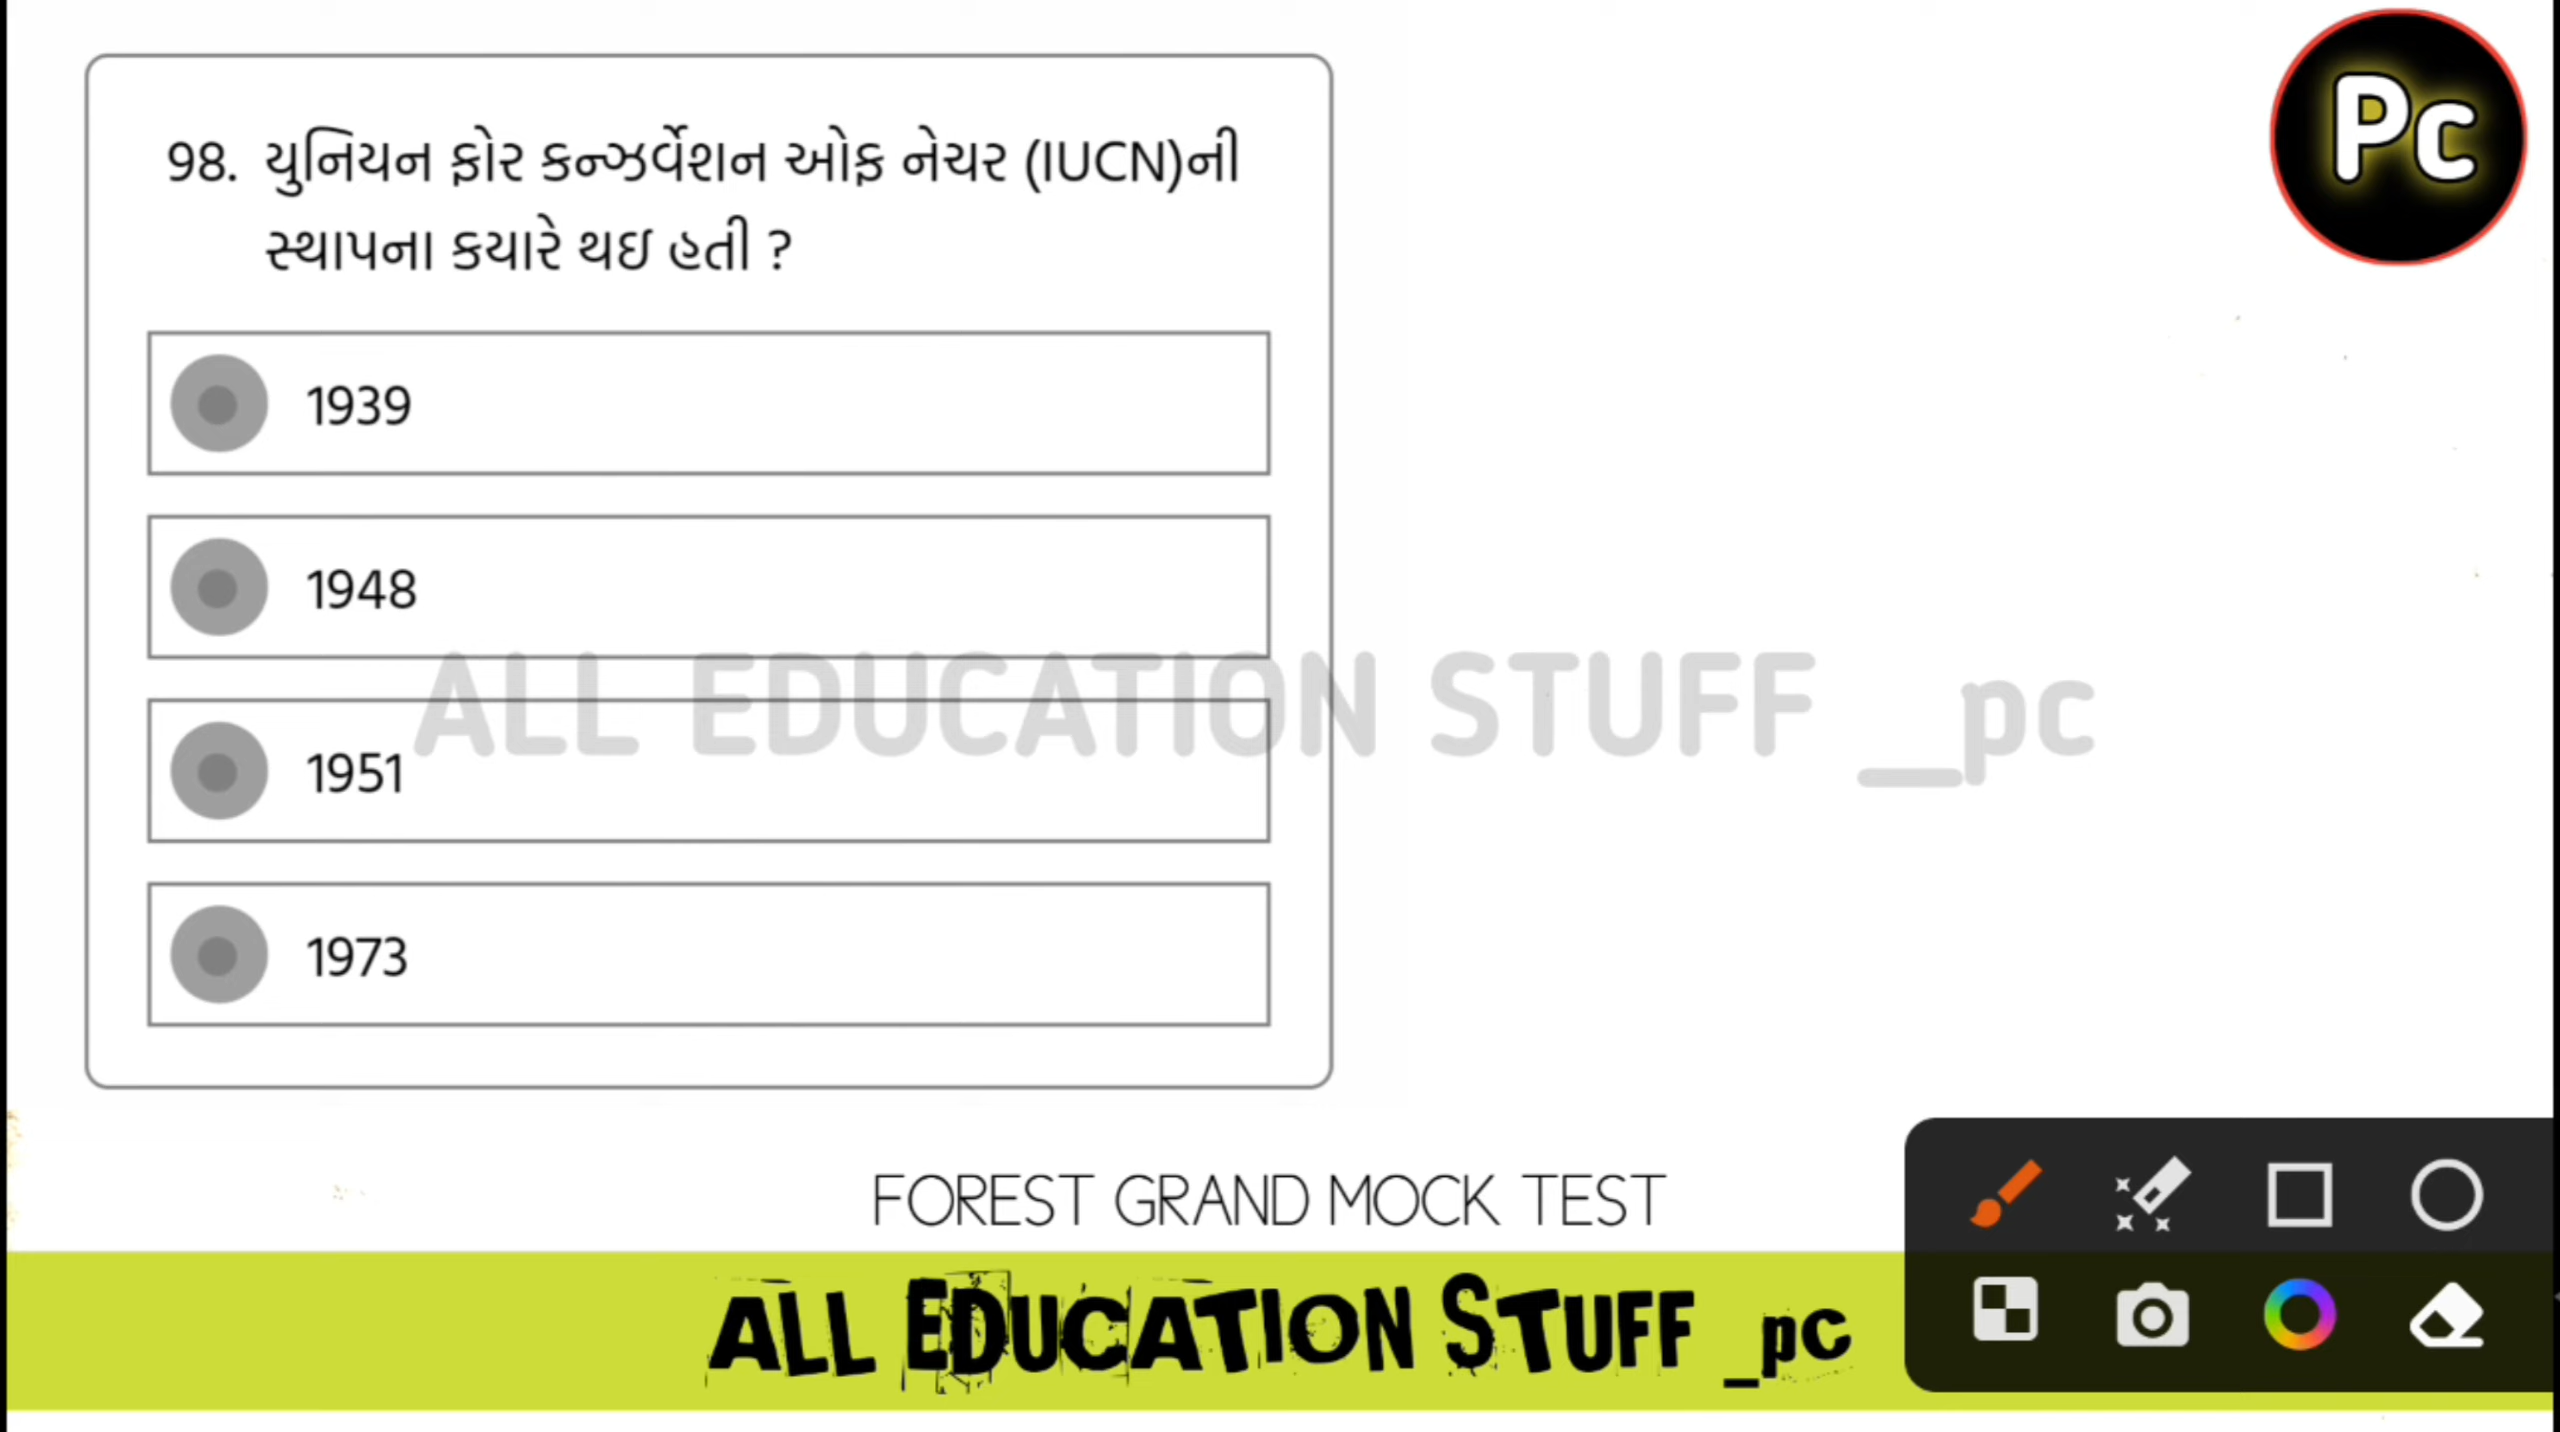 Pc
98. યુનિયન ફોર કન્ઝર્વેશન ઓફ નેચર (IUCN)ની
સ્થાપના કયારે થઇ હતી ?
1939
1948
ALL EDUCATION STUFF _pc
1951
1973
FOREST GRAND MOCK TEST
ALL EDUCATION STUFF _pc